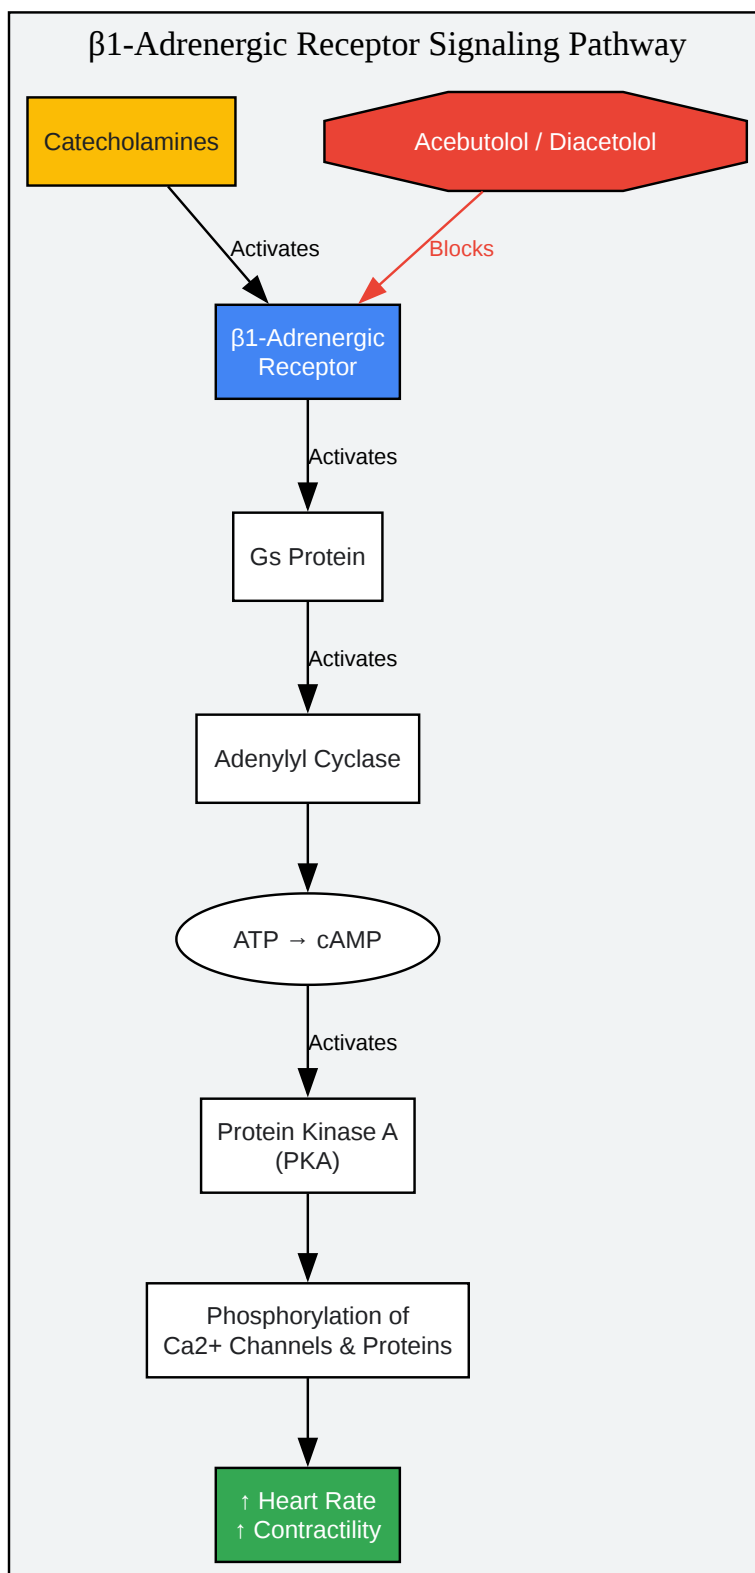 β1-Adrenergic Receptor Signaling Pathway
Catecholamines
Acebutolol / Diacetolol
Activates
Blocks
β1-Adrenergic
Receptor
Activates
Gs Protein
Activates
Adenylyl Cyclase
ATP → cAMP
Activates
Protein Kinase A
(PKA)
Phosphorylation of
Ca2+ Channels & Proteins
↑ Heart Rate
↑ Contractility